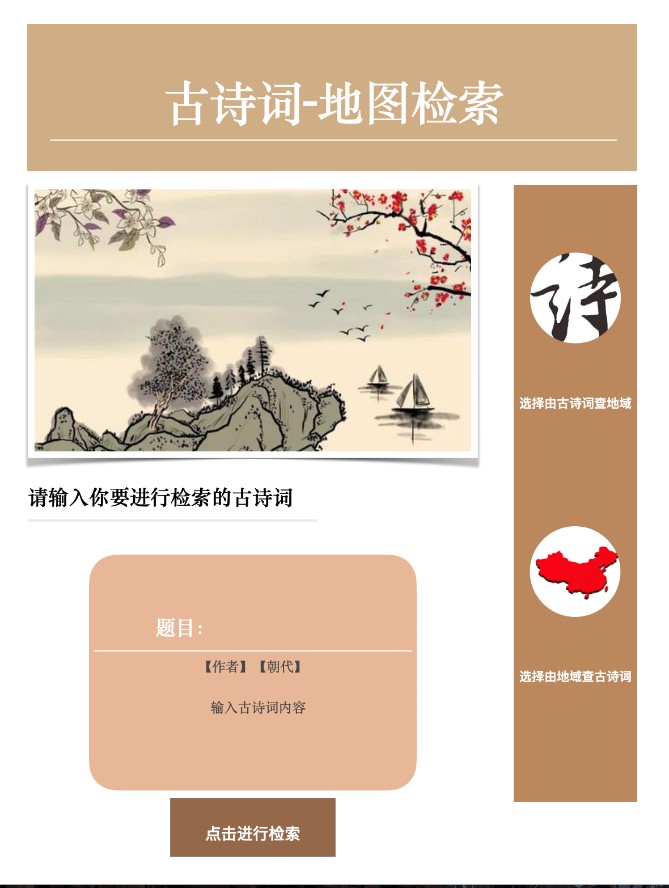 古诗词-地图检索
诗
选择由古诗词查地域
请输入你要进行检索的古诗词
选择由地域查古诗词
题目：
【作者】【朝代】
输入古诗词内容
点击进行检索